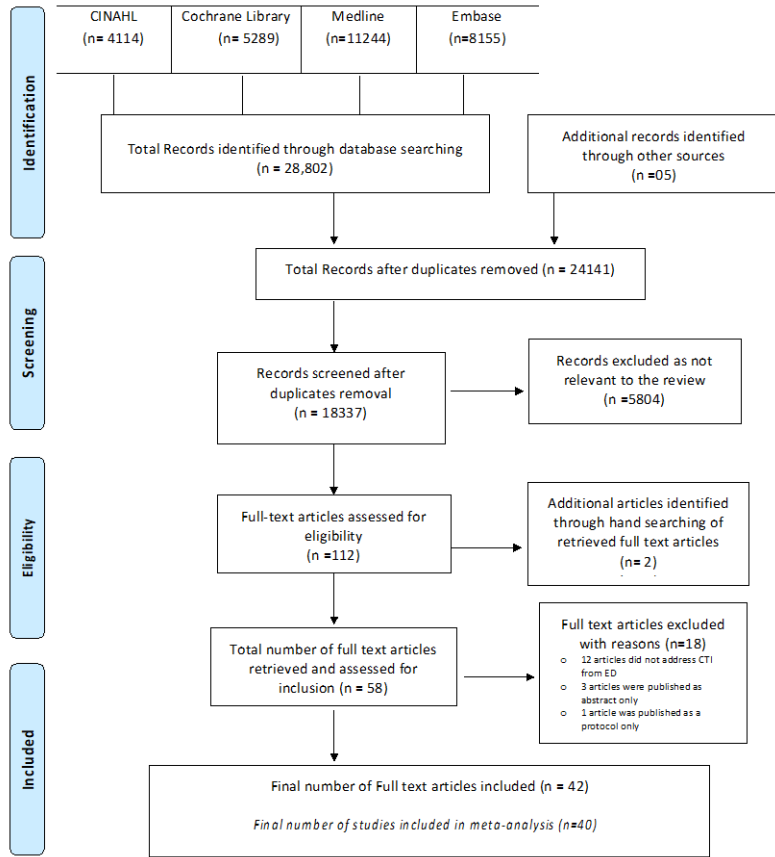 CINAHL
(n= 4114)
Cochrane Library
(n= 5289)
Medline
(n=11244)
Embase
(n=8155)
Identification
Total Records identified through database searching
(n = 28,802)
Additional records identified
through other sources
(n =05)
Total Records after duplicates removed (n = 24141)
Screening
Records screened after
duplicates removal
(n = 18337)
Records excluded as not
relevant to the review
(n =5804)
Eligibility
Full-text articles assessed for
eligibility
(n =112)
Additional articles identified
through hand searching of
retrieved full text articles
(n= 2)
Total number of full text articles
retrieved and assessed for
inclusion (n = 58)
Full text articles excluded
with reasons (n=18)
o 12 articles did not address CTI
from ED
o 3 articles were published as
abstract only
o 1 article was published as a
protocol only
Included
Final number of Full text articles included (n = 42)
Final number of studies included in meta-analysis (n=40)